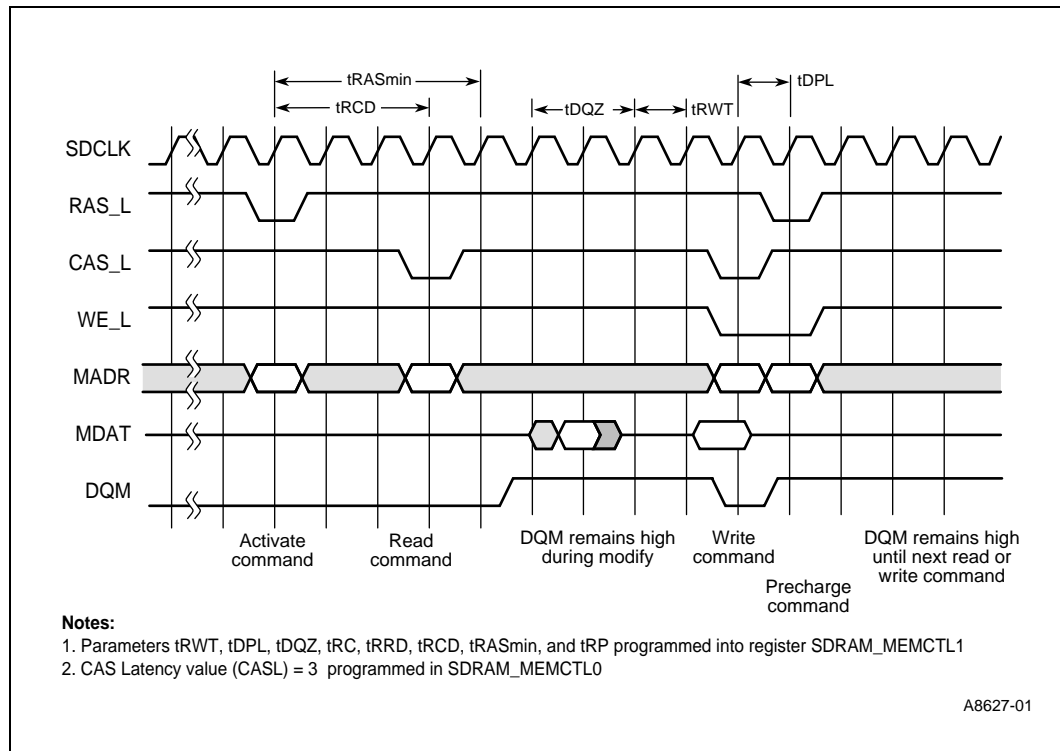 tRASmin
tDPL
tRCD
tDQZ
tRWT
SDCLK
RAS_L
CAS_L
WE_L
MADR
MDAT
DQM
Activate
command
Read
command
DQM remains high
during modify
Write
command
Precharge
command
DQM remains high
until next read or
write command
Notes:
1. Parameters tRWT, tDPL, tDQZ, tRC, tRRD, tRCD, tRASmin, and tRP programmed into register SDRAM_MEMCTL1
2. CAS Latency value (CASL) = 3 programmed in SDRAM_MEMCTL0
A8627-01